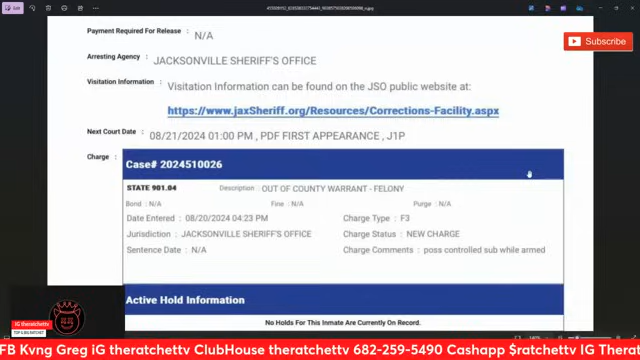 Edit
Payment Required For Release : N/A
Arresting Agency : JACKSONVILLE SHERIFF'S OFFICE
Subscribe
Visitation Information : Visitation Information can be found on the JSO public website at:
https://www.jaxSheriff.org/Resources/Corrections-Facility.aspx
Next Court Date : 08/21/2024 01:00 PM , PDF FIRST APPEARANCE , J1P
Charge :
Case# 2024510026
STATE 901.04 Description : OUT OF COUNTY WARRANT - FELONY
Bond : N/A Fine : N/A Purge : N/A
Date Entered : 08/20/2024 04:23 PM Charge Type : F3
Jurisdiction : JACKSONVILLE SHERIFF'S OFFICE Charge Status : NEW CHARGE
Sentence Date : N/A Charge Comments : poss controlled sub while armed
Active Hold Information
No Holds For This Inmate Are Currently On Record.
IG theratchettv
FB Kvng Greg iG theratchettv ClubHouse theratchettv 682-259-5490 Cashapp $ratchettv IG Thera